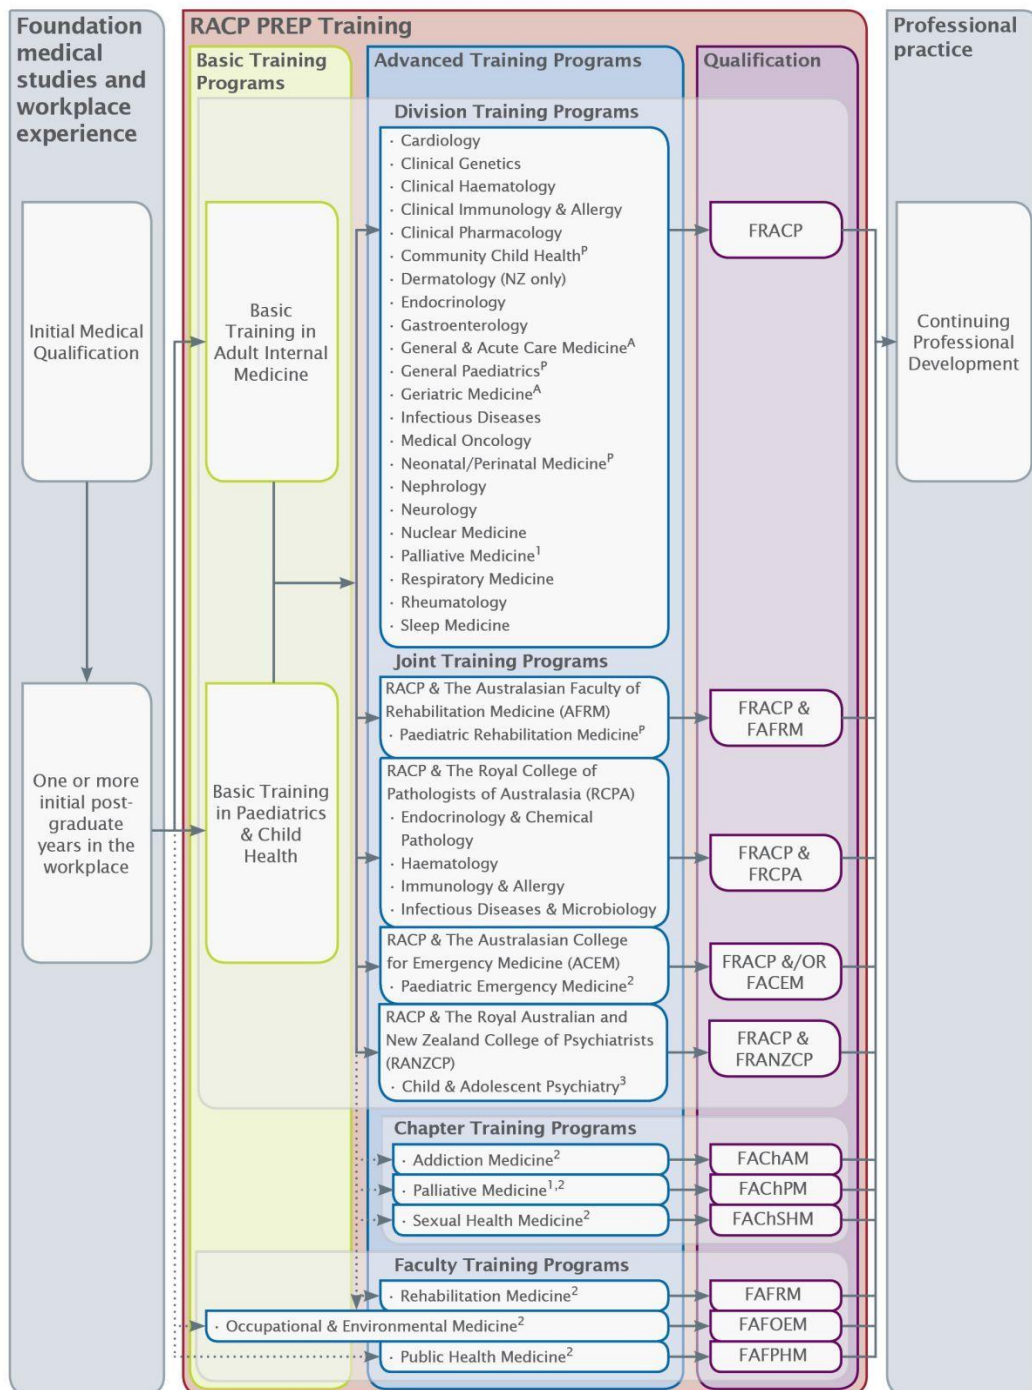 Foundation
medical
studies and
workplace
experience
RACP PREP Training
Professional
practice
Basic Training
Programs
Advanced Training Programs
Qualification
Division Training Programs
· Cardiology
· Clinical Genetics
· Clinical Haematology
· Clinical Immunology & Allergy
· Clinical Pharmacology
· Community Child Healthᴾ
· Dermatology (NZ only)
· Endocrinology
· Gastroenterology
· General & Acute Care Medicineᴬ
· General Paediatricsᴾ
· Geriatric Medicineᴬ
· Infectious Diseases
· Medical Oncology
· Neonatal/Perinatal Medicineᴾ
· Nephrology
· Neurology
· Nuclear Medicine
· Palliative Medicine¹
· Respiratory Medicine
· Rheumatology
· Sleep Medicine
FRACP
Initial Medical
Qualification
Basic
Training in
Adult Internal
Medicine
Continuing
Professional
Development
Joint Training Programs
One or more
initial post-
graduate
years in the
workplace
Basic Training
in Paediatrics
& Child
Health
RACP & The Australasian Faculty of
Rehabilitation Medicine (AFRM)
· Paediatric Rehabilitation Medicineᴾ
FRACP &
FAFRM
RACP & The Royal College of
Pathologists of Australasia (RCPA)
· Endocrinology & Chemical
Pathology
· Haematology
· Immunology & Allergy
· Infectious Diseases & Microbiology
FRACP &
FRCPA
RACP & The Australasian College
for Emergency Medicine (ACEM)
· Paediatric Emergency Medicine²
FRACP &/OR
FACEM
RACP & The Royal Australian and
New Zealand College of Psychiatrists
(RANZCP)
· Child & Adolescent Psychiatry³
FRACP &
FRANZCP
Chapter Training Programs
· Addiction Medicine²
FAChAM
· Palliative Medicine¹,²
FAChPM
· Sexual Health Medicine²
FAChSHM
Faculty Training Programs
· Rehabilitation Medicine²
FAFRM
· Occupational & Environmental Medicine²
FAFOEM
· Public Health Medicine²
FAFPHM